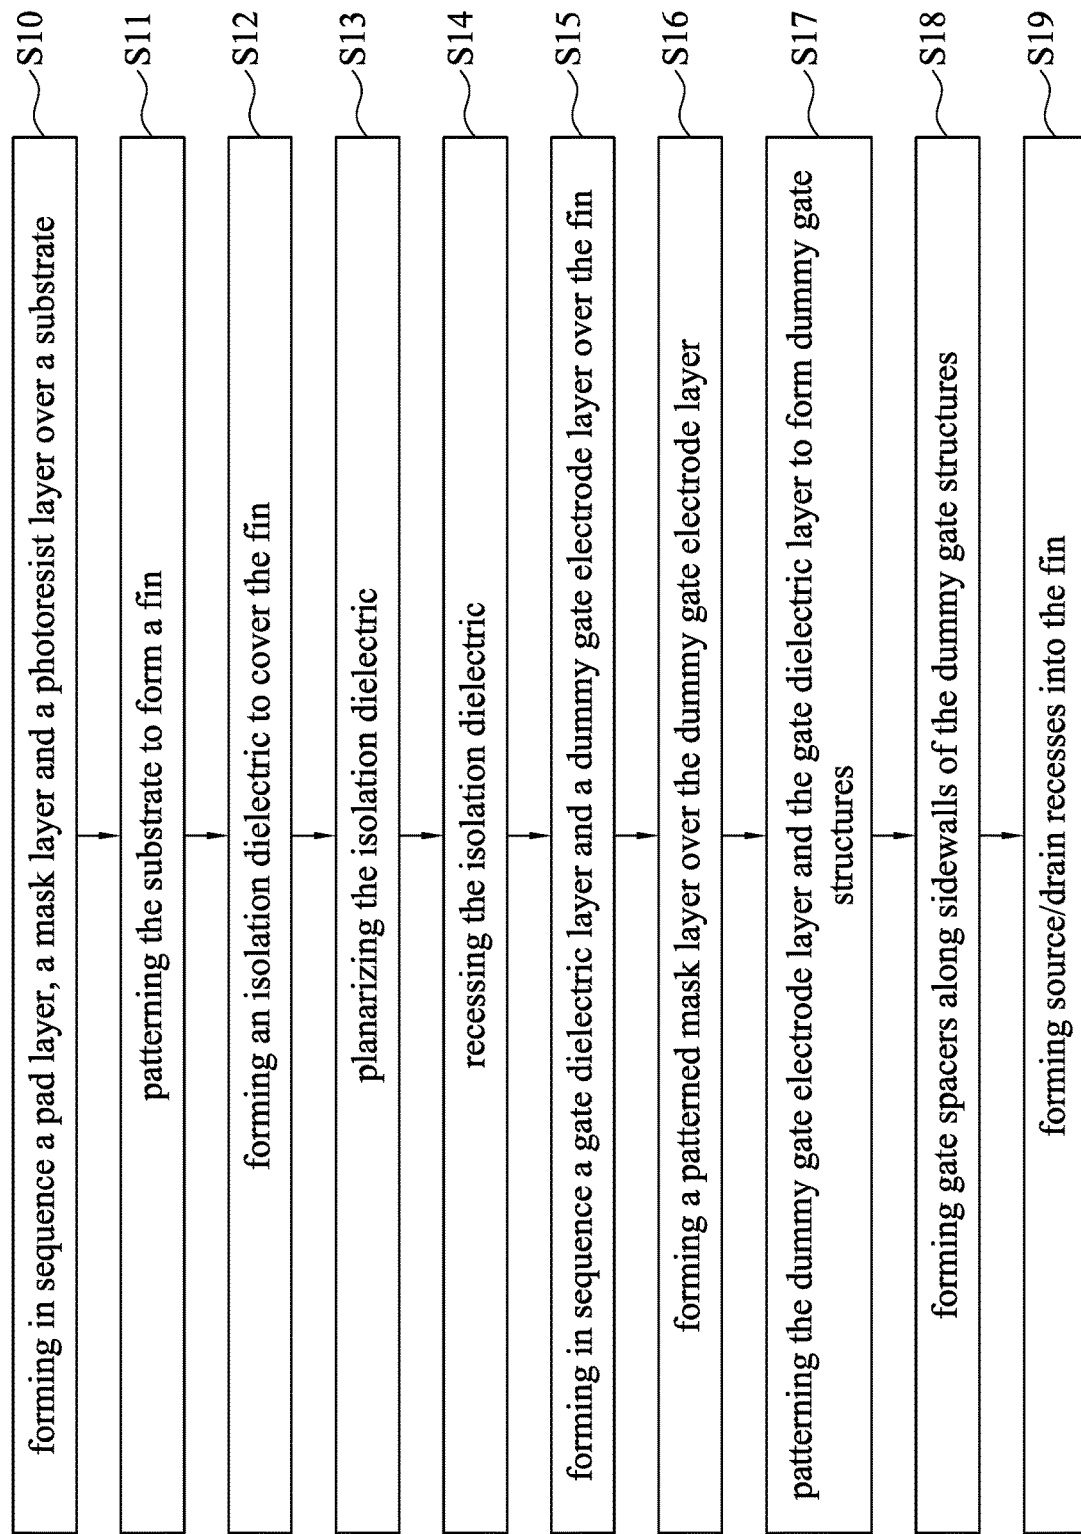 forming in sequence a pad layer, a mask layer and a photoresist layer over a substrate
S10
patterning the substrate to form a fin
S11
forming an isolation dielectric to cover the fin
S12
planarizing the isolation dielectric
S13
recessing the isolation dielectric
S14
forming in sequence a gate dielectric layer and a dummy gate electrode layer over the fin
S15
forming a patterned mask layer over the dummy gate electrode layer
S16
patterning the dummy gate electrode layer and the gate dielectric layer to form dummy gate
structures
S17
forming gate spacers along sidewalls of the dummy gate structures
S18
forming source/drain recesses into the fin
S19